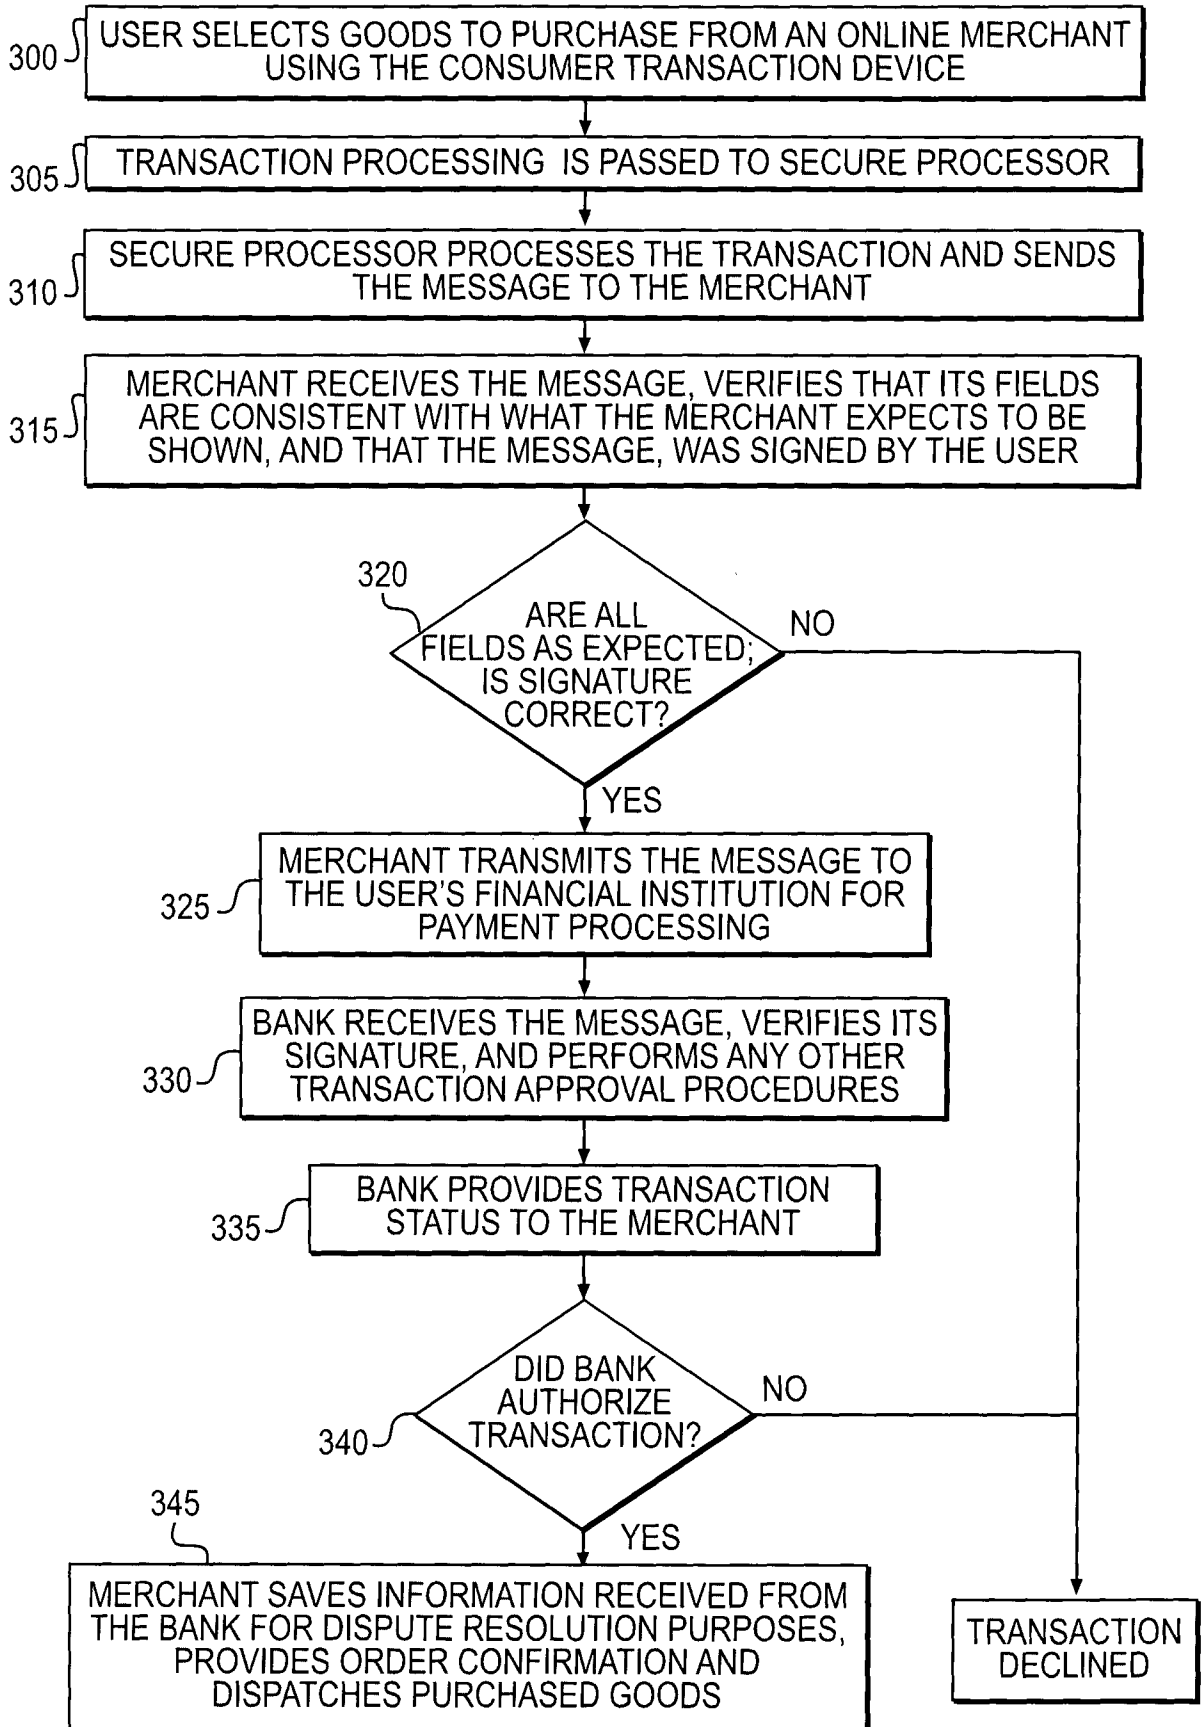 300
USER SELECTS GOODS TO PURCHASE FROM AN ONLINE MERCHANT
USING THE CONSUMER TRANSACTION DEVICE
305
TRANSACTION PROCESSING IS PASSED TO SECURE PROCESSOR
310
SECURE PROCESSOR PROCESSES THE TRANSACTION AND SENDS
THE MESSAGE TO THE MERCHANT
315
MERCHANT RECEIVES THE MESSAGE, VERIFIES THAT ITS FIELDS
ARE CONSISTENT WITH WHAT THE MERCHANT EXPECTS TO BE
SHOWN, AND THAT THE MESSAGE, WAS SIGNED BY THE USER
320
ARE ALL
FIELDS AS EXPECTED;
IS SIGNATURE
CORRECT?
NO
YES
325
MERCHANT TRANSMITS THE MESSAGE TO
THE USER'S FINANCIAL INSTITUTION FOR
PAYMENT PROCESSING
330
BANK RECEIVES THE MESSAGE, VERIFIES ITS
SIGNATURE, AND PERFORMS ANY OTHER
TRANSACTION APPROVAL PROCEDURES
335
BANK PROVIDES TRANSACTION
STATUS TO THE MERCHANT
340
DID BANK
AUTHORIZE
TRANSACTION?
NO
YES
345
MERCHANT SAVES INFORMATION RECEIVED FROM
THE BANK FOR DISPUTE RESOLUTION PURPOSES,
PROVIDES ORDER CONFIRMATION AND
DISPATCHES PURCHASED GOODS
TRANSACTION
DECLINED